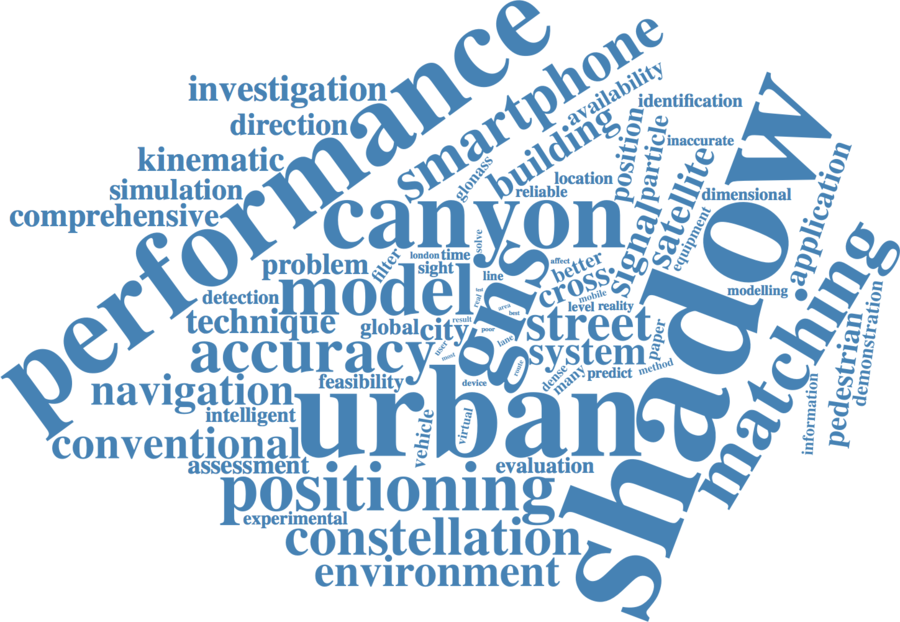 performance
smartphone
availability
investigation
identification
direction
building
position
particle
inaccurate
kinematic
glonass
signal
satellite
shadow
application
simulation
reliable
location
dimensional
comprehensive
canyon
equipment
problem
filter
london
time
solve
sight
affect
better
cross
line
model
detection
mobile
level
reality
modelling
matching
technique
global
city
real
area
best
result
poor
lane
gnss
street
accuracy
user
system
paper
pedestrian
demonstration
navigation
feasibility
device
route
dense
many
predict
method
intelligent
urban
information
conventional
vehicle
virtual
assessment
evaluation
positioning
experimental
constellation
environment